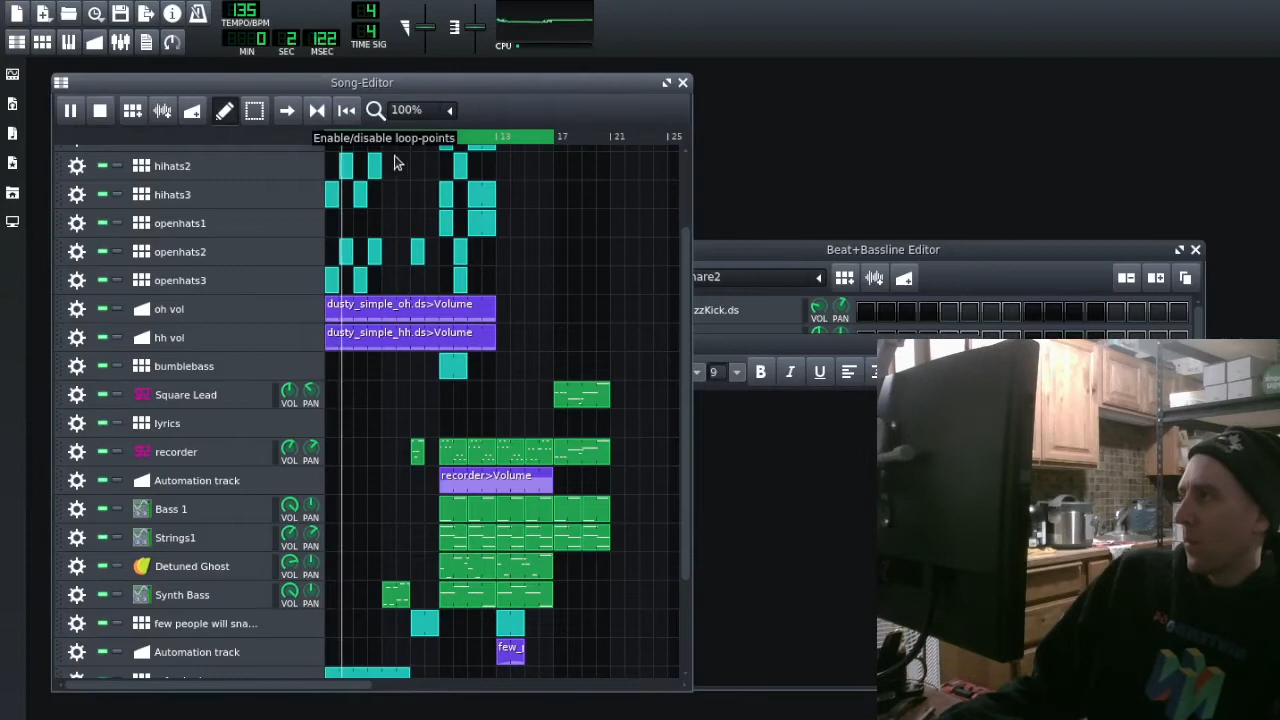 135
TEMPO/BPM
0 2 122
MIN SEC MSEC
4
4
TIME SIG
CPU
Song-Editor
100%
Enable/disable loop-points
13 17 21 25
hihats2
hihats3
openhats1
openhats2
openhats3
oh vol
dusty_simple_oh.ds>Volume
hh vol
dusty_simple_hh.ds>Volume
bumblebass
Square Lead VOL PAN
lyrics
recorder VOL PAN
Automation track
recorder>Volume
Bass 1 VOL PAN
Strings1 VOL PAN
Detuned Ghost VOL PAN
Synth Bass VOL PAN
few people will sna...
Automation track
few_
Beat+Bassline Editor
nare2
zzKick.ds VOL PAN
9 B I U